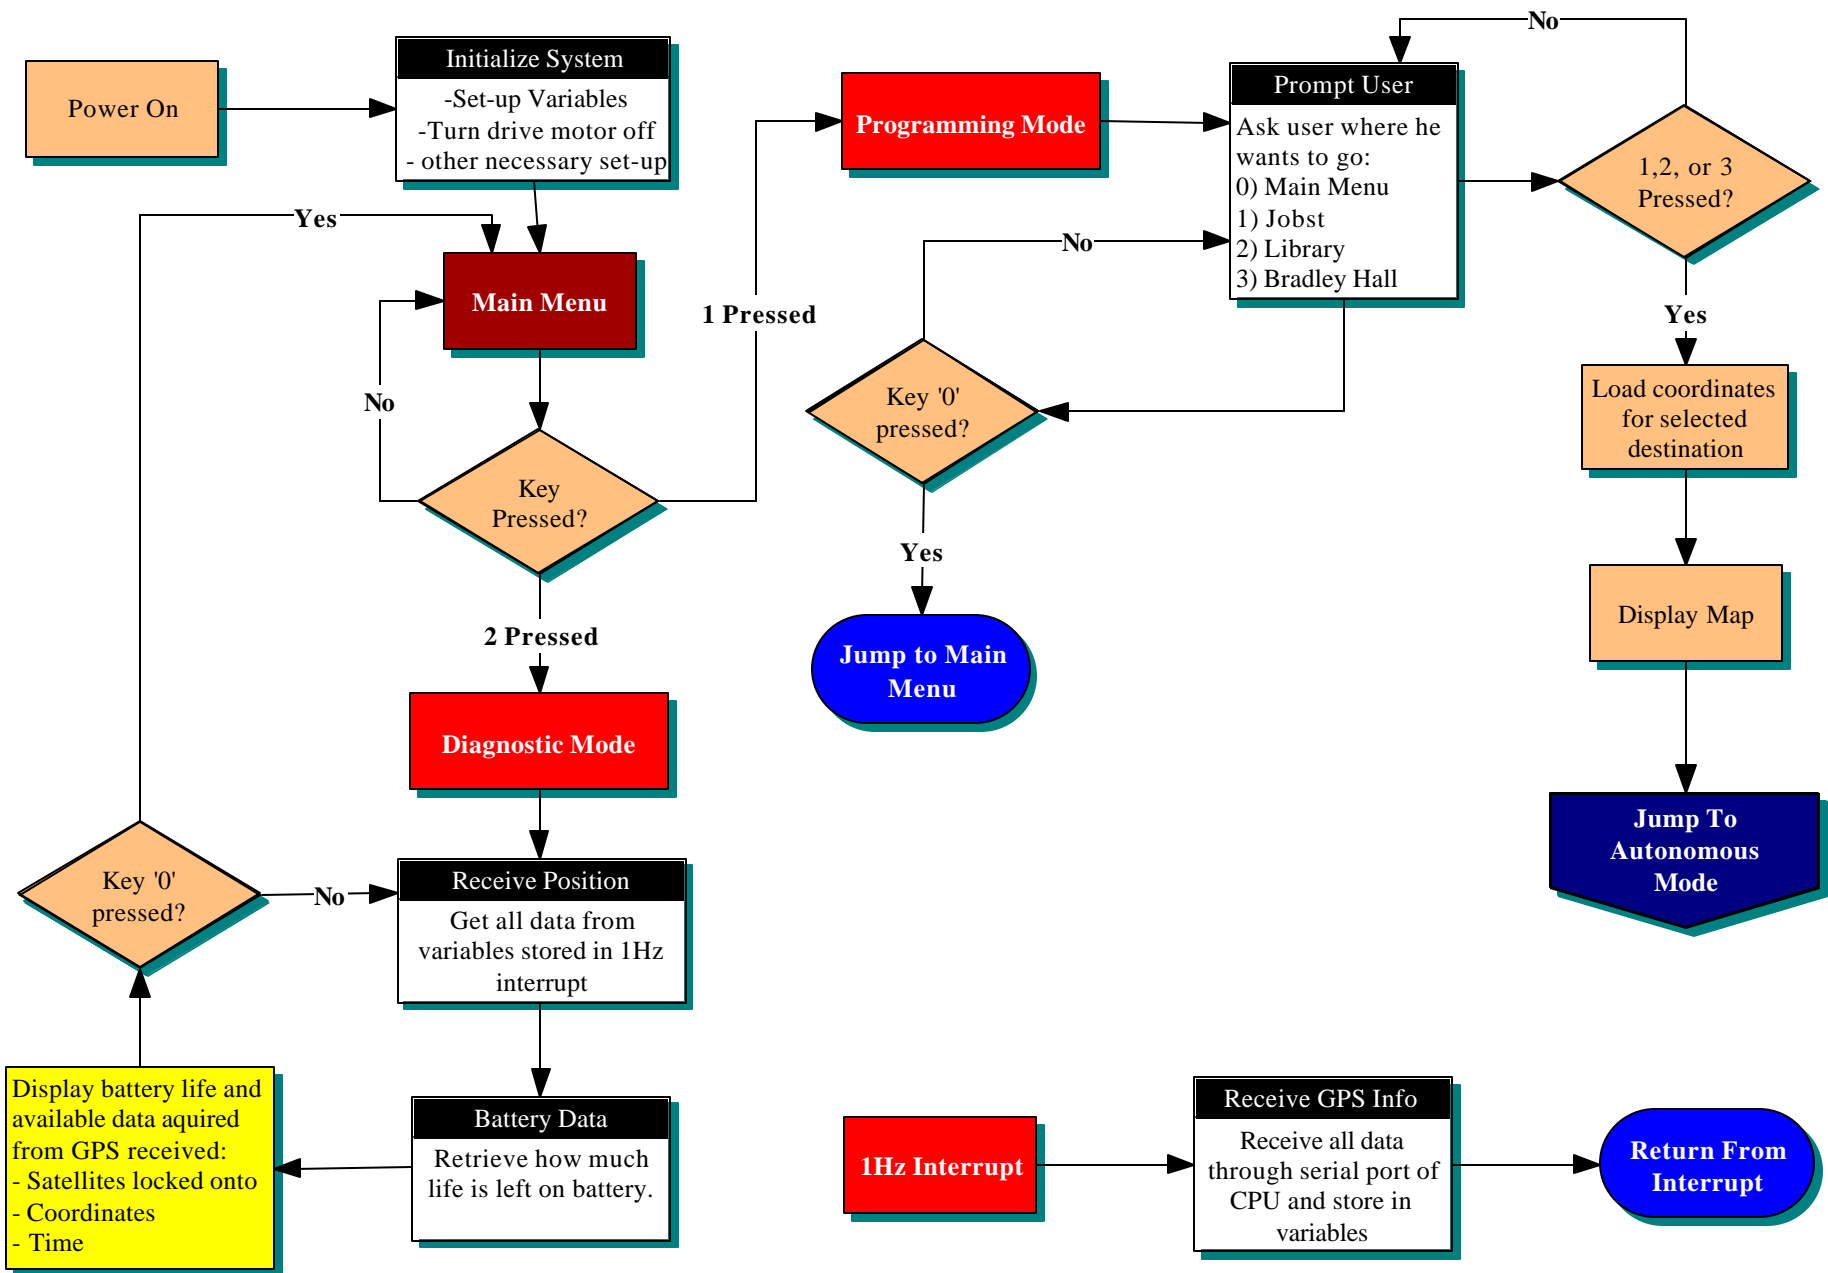 Power On
Initialize System
-Set-up Variables
-Turn drive motor off
- other necessary set-up
Yes
Main Menu
No
Key
Pressed?
1 Pressed
2 Pressed
Programming Mode
Prompt User
Ask user where he
wants to go:
0) Main Menu
1) Jobst
2) Library
3) Bradley Hall
No
1,2, or 3
Pressed?
Yes
Load coordinates
for selected
destination
Display Map
Jump To
Autonomous
Mode
No
Key '0'
pressed?
Yes
Jump to Main
Menu
Diagnostic Mode
Receive Position
Get all data from
variables stored in 1Hz
interrupt
Battery Data
Retrieve how much
life is left on battery.
Display battery life and
available data aquired
from GPS received:
- Satellites locked onto
- Coordinates
- Time
Key '0'
pressed?
No
1Hz Interrupt
Receive GPS Info
Receive all data
through serial port of
CPU and store in
variables
Return From
Interrupt